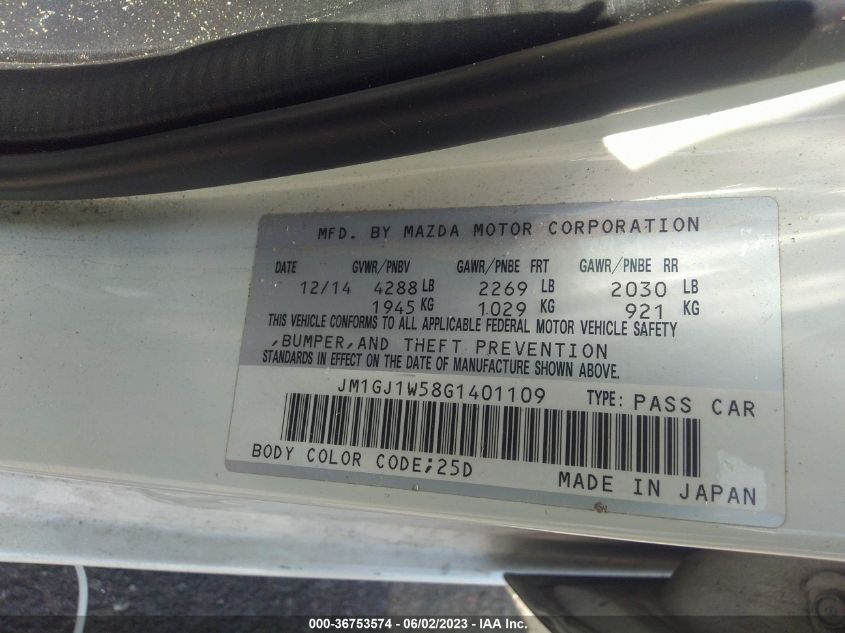 MFD. BY MAZDA MOTOR CORPORATION
DATE GVWR/PNBV GAWR/PNBE FRT GAWR/PNBE RR
12/14 4288 LB 2269 LB 2030 LB
1945 KG 1029 KG 921 KG
THIS VEHICLE CONFORMS TO ALL APPLICABLE FEDERAL MOTOR VEHICLE SAFETY
,BUMPER,AND THEFT PREVENTION
STANDARDS IN EFFECT ON THE DATE OF MANUFACTURE SHOWN ABOVE.
JM1GJ1W58G1401109 TYPE: PASS CAR
BODY COLOR CODE;25D MADE IN JAPAN
000-36753574 - 06/02/2023 - IAA Inc.